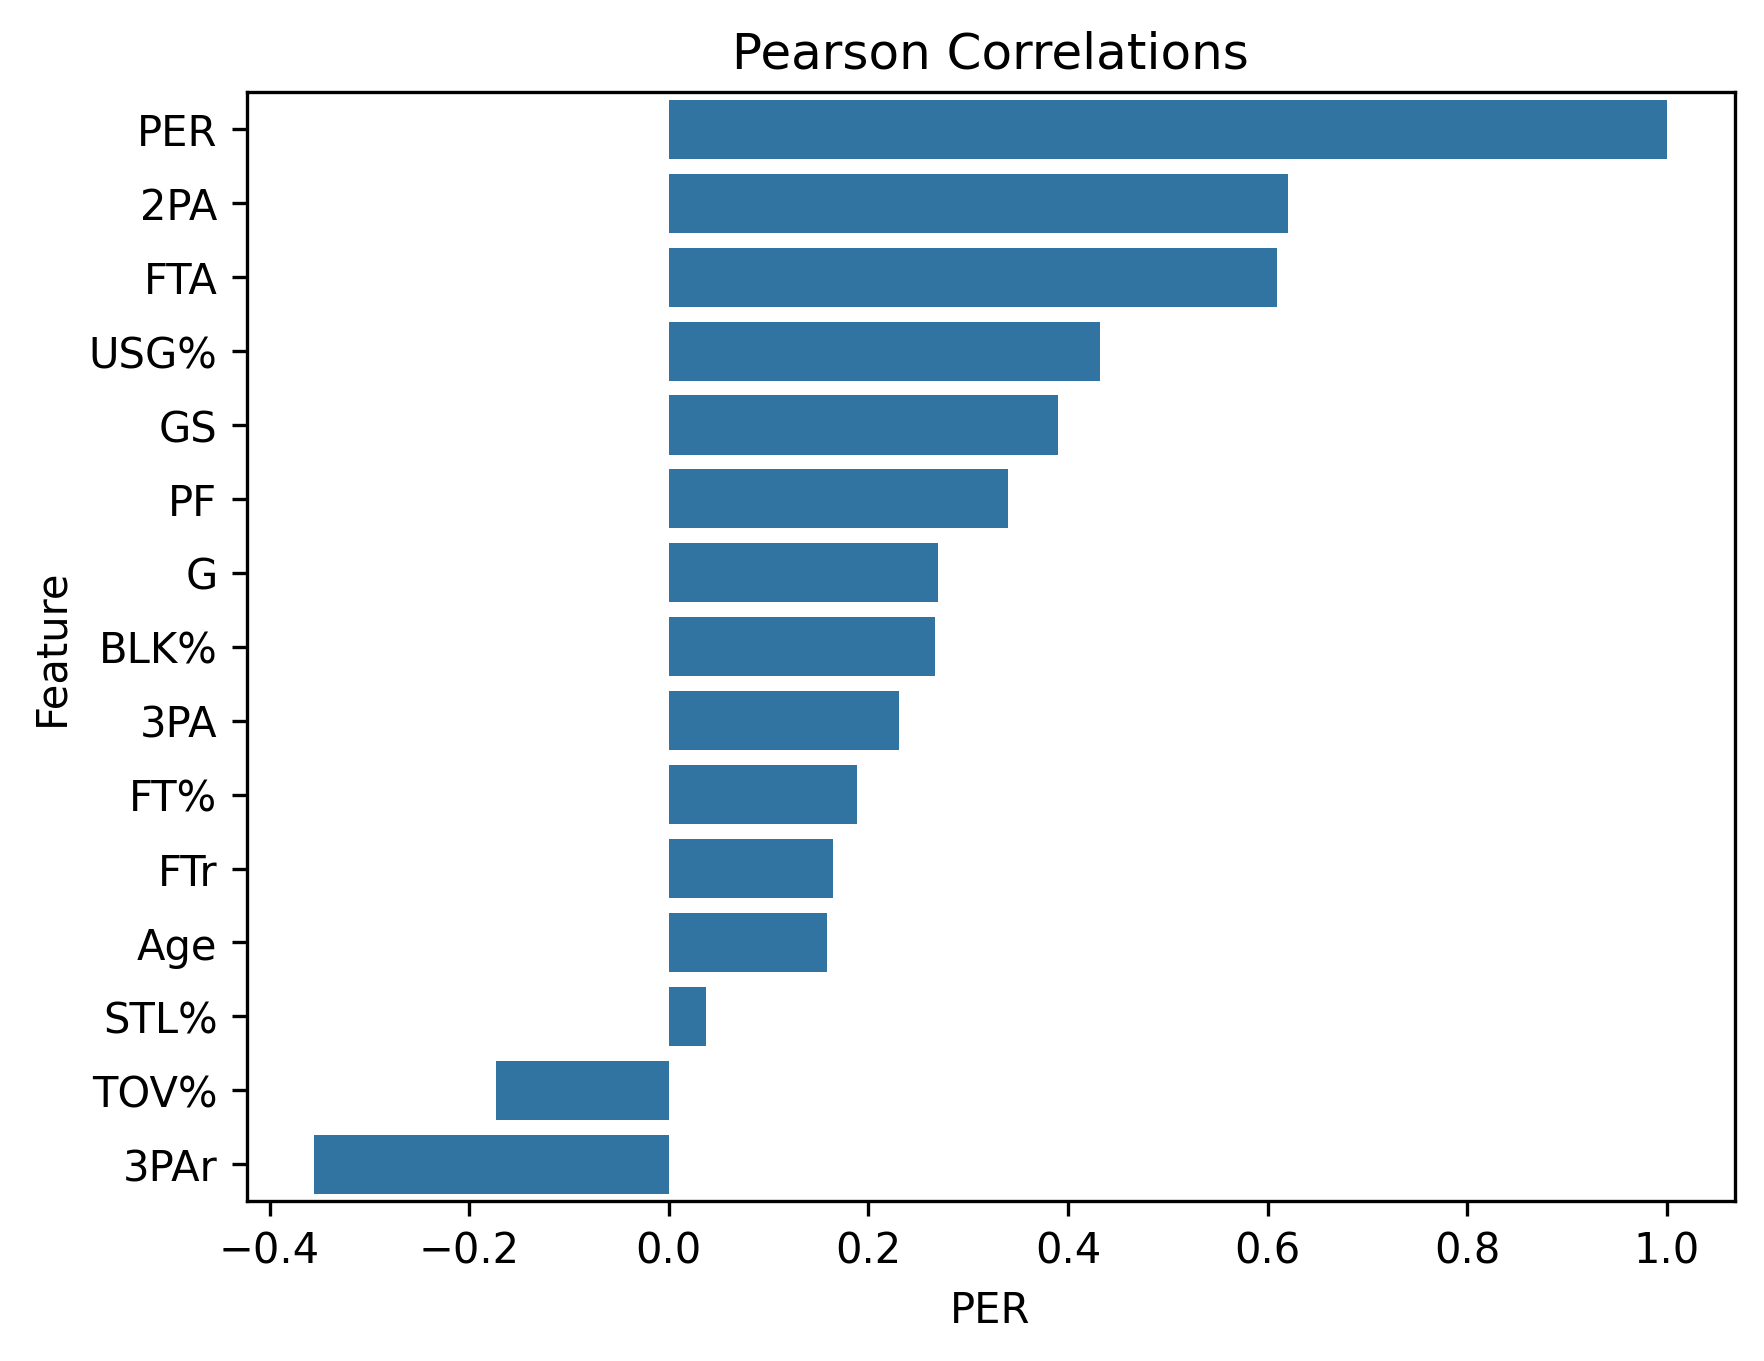 Pearson Correlations
PER
2PA
FTA
USG%
GS
PF
G
BLK%
3PA
FT%
FTr
Age
STL%
TOV%
3PAr
Feature
−0.4 −0.2 0.0 0.2 0.4 0.6 0.8 1.0
PER